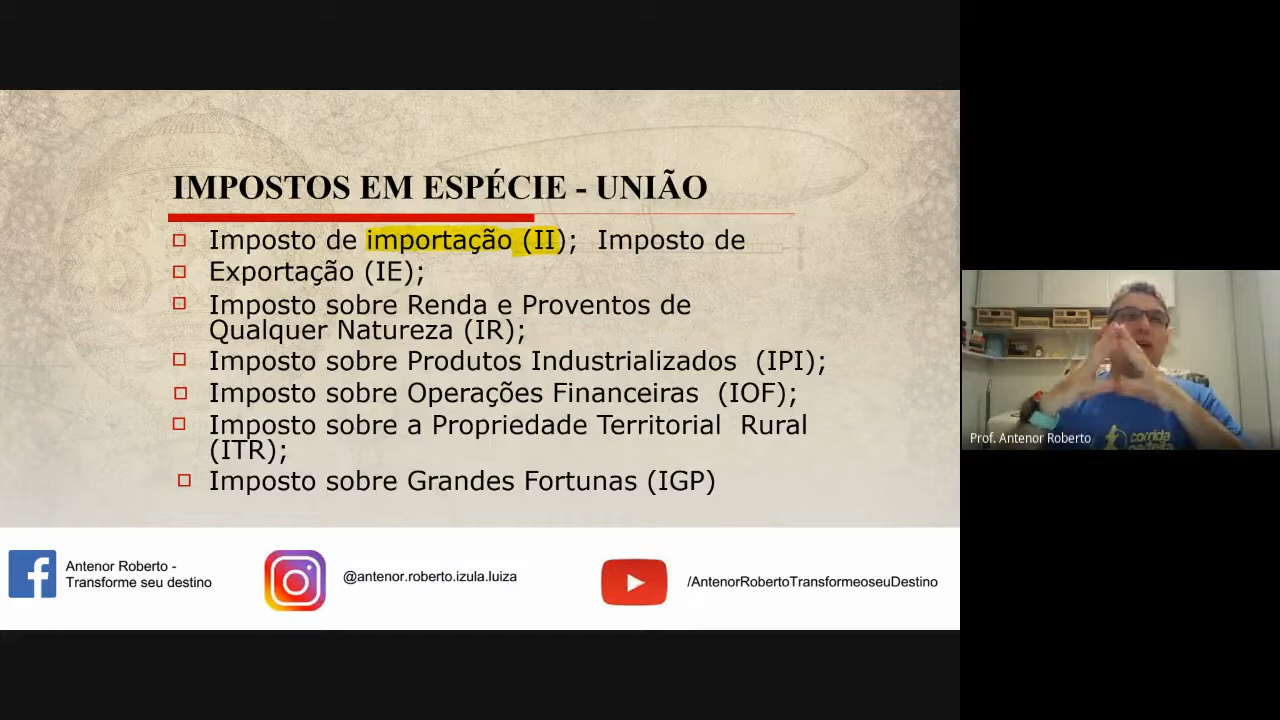 IMPOSTOS EM ESPÉCIE - UNIÃO
Imposto de importação (II); Imposto de
Exportação (IE);
Imposto sobre Renda e Proventos de
Qualquer Natureza (IR);
Imposto sobre Produtos Industrializados (IPI);
Imposto sobre Operações Financeiras (IOF);
Imposto sobre a Propriedade Territorial Rural
(ITR);
Imposto sobre Grandes Fortunas (IGP)
Antenor Roberto -
Transforme seu destino
@antenor.roberto.izula.luiza
/AntenorRobertoTransformeoseuDestino
Prof. Antenor Roberto
corrida